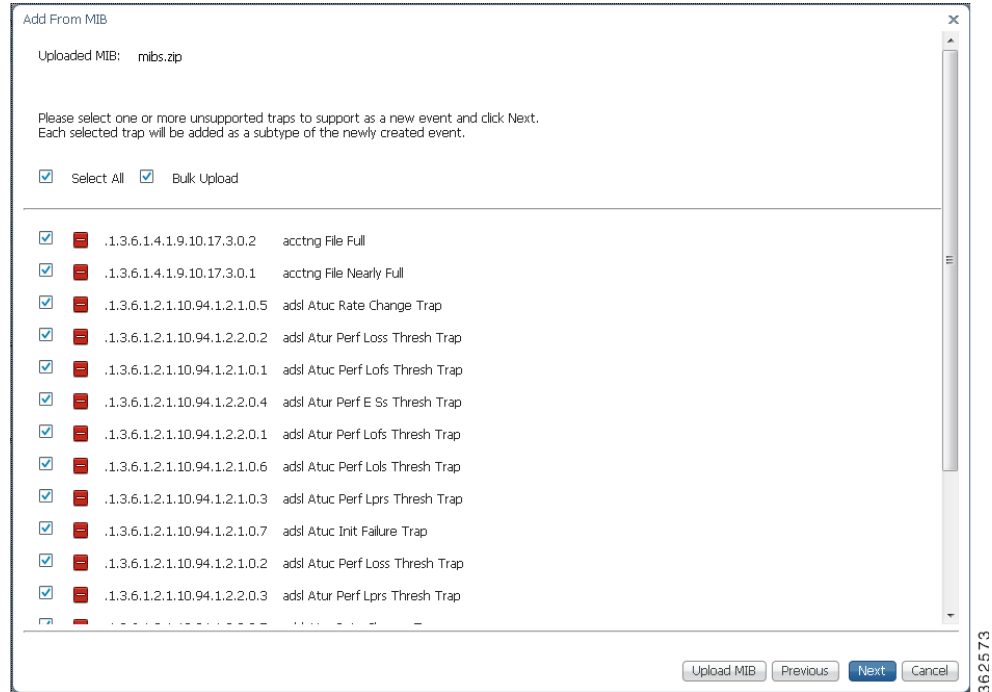 Add From MIB
Uploaded MIB: mibs.zip
Please select one or more unsupported traps to support as a new event and click Next.
Each selected trap will be added as a subtype of the newly created event.
Select All Bulk Upload
.1.3.6.1.4.1.9.10.17.3.0.2 acctng File Full
.1.3.6.1.4.1.9.10.17.3.0.1 acctng File Nearly Full
.1.3.6.1.2.1.10.94.1.2.1.0.5 adsl Atuc Rate Change Trap
.1.3.6.1.2.1.10.94.1.2.2.0.2 adsl Atur Perf Loss Thresh Trap
.1.3.6.1.2.1.10.94.1.2.1.0.1 adsl Atuc Perf Lofs Thresh Trap
.1.3.6.1.2.1.10.94.1.2.2.0.4 adsl Atur Perf E Ss Thresh Trap
.1.3.6.1.2.1.10.94.1.2.2.0.1 adsl Atur Perf Lofs Thresh Trap
.1.3.6.1.2.1.10.94.1.2.1.0.6 adsl Atuc Perf Lols Thresh Trap
.1.3.6.1.2.1.10.94.1.2.1.0.3 adsl Atuc Perf Lprs Thresh Trap
.1.3.6.1.2.1.10.94.1.2.1.0.7 adsl Atuc Init Failure Trap
.1.3.6.1.2.1.10.94.1.2.1.0.2 adsl Atuc Perf Loss Thresh Trap
.1.3.6.1.2.1.10.94.1.2.2.0.3 adsl Atur Perf Lprs Thresh Trap
Upload MIB Previous Next Cancel
362573